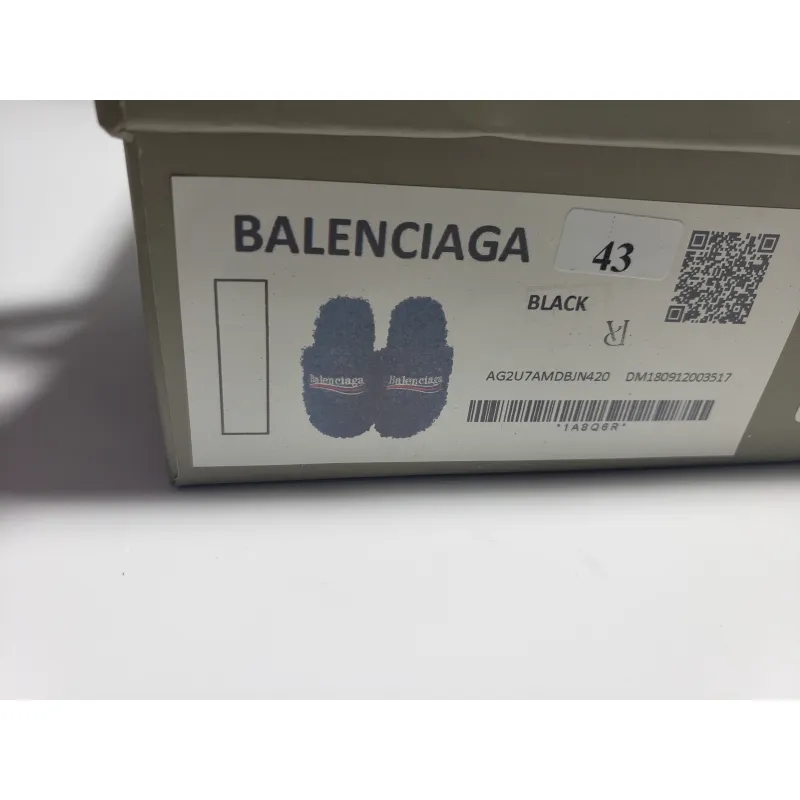 BALENCIAGA
43
BLACK
Balenciaga Balenciaga
AG2U7AMDBJN420 DM180912003517
*1A8Q6R*